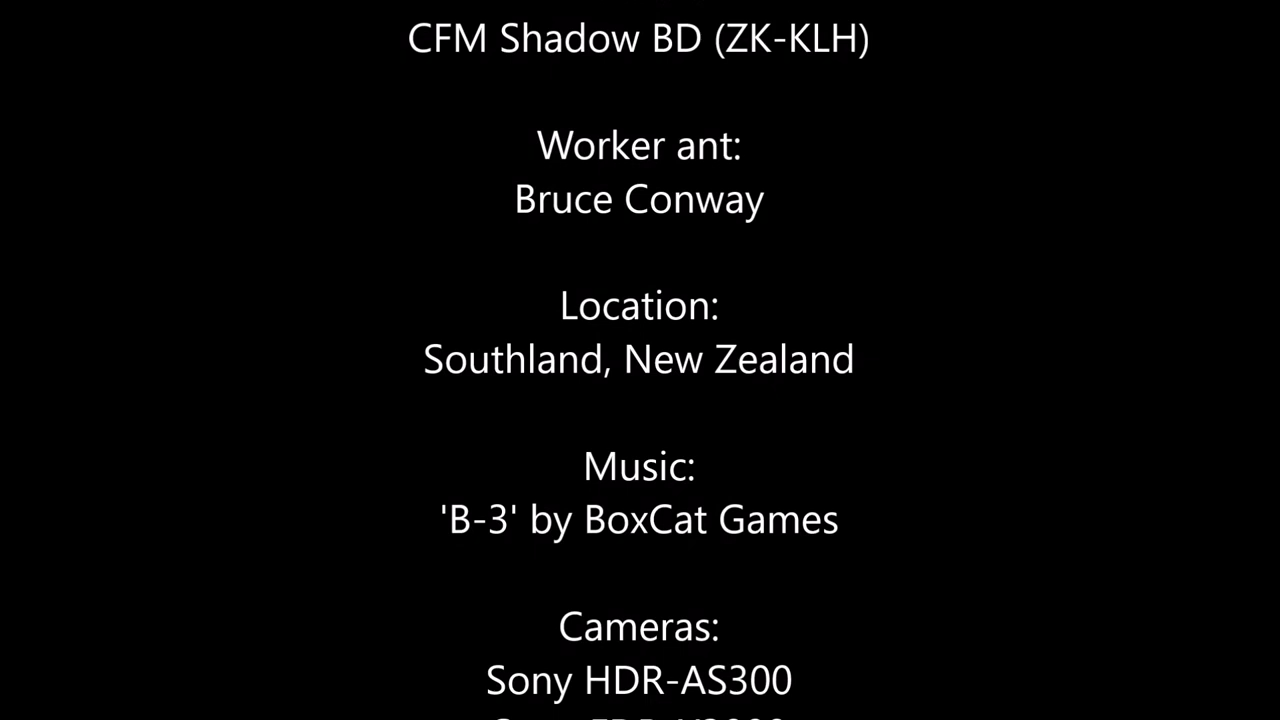 CFM Shadow BD (ZK-KLH)
Worker ant:
Bruce Conway
Location:
Southland, New Zealand
Music:
'B-3' by BoxCat Games
Cameras:
Sony HDR-AS300